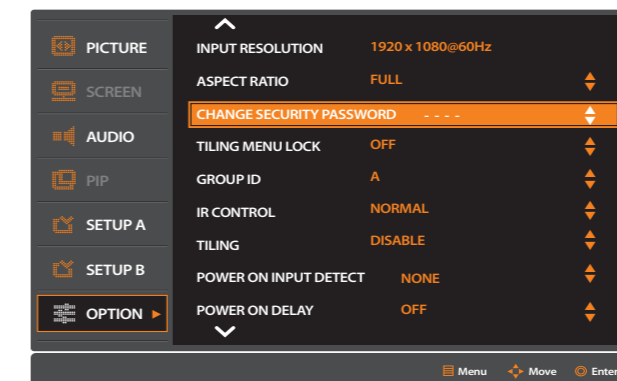 PICTURE
SCREEN
AUDIO
PIP
SETUP A
SETUP B
OPTION
INPUT RESOLUTION 1920 x 1080@60Hz
ASPECT RATIO FULL
CHANGE SECURITY PASSWORD - - - -
TILING MENU LOCK OFF
GROUP ID A
IR CONTROL NORMAL
TILING DISABLE
POWER ON INPUT DETECT NONE
POWER ON DELAY OFF
Menu Move Enter